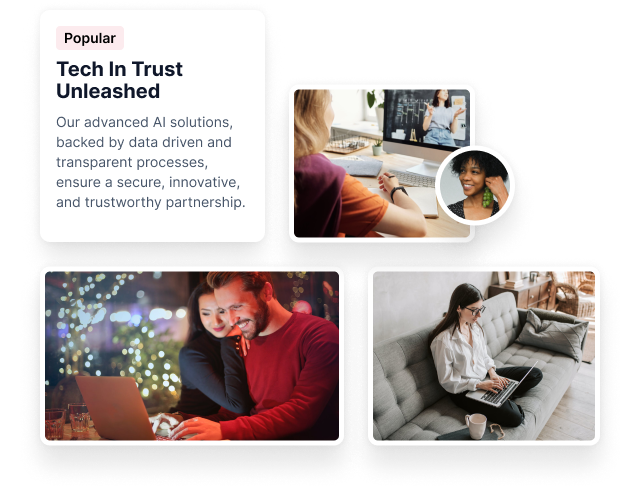 Popular
Tech In Trust
Unleashed
Our advanced AI solutions,
backed by data driven and
transparent processes,
ensure a secure, innovative,
and trustworthy partnership.